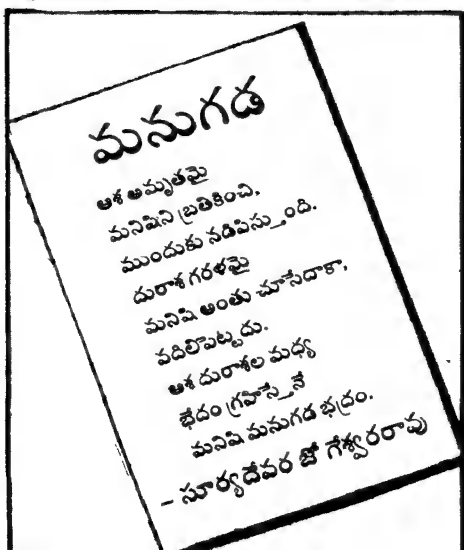 మనుగడ
ఆశ అమృతమై
మనిషిని బ్రతికించి,
ముందుకు నడిపిస్తుంది.
దురాశ గరళమై
మనిషి అంతు చూసేదాకా,
వదిలిపెట్టదు.
ఆశ దురాశల మధ్య
భేదం గ్రహిస్తేనే
మనిషి మనుగడ భద్రం.
– సూర్యదేవర జోగేశ్వరరావు